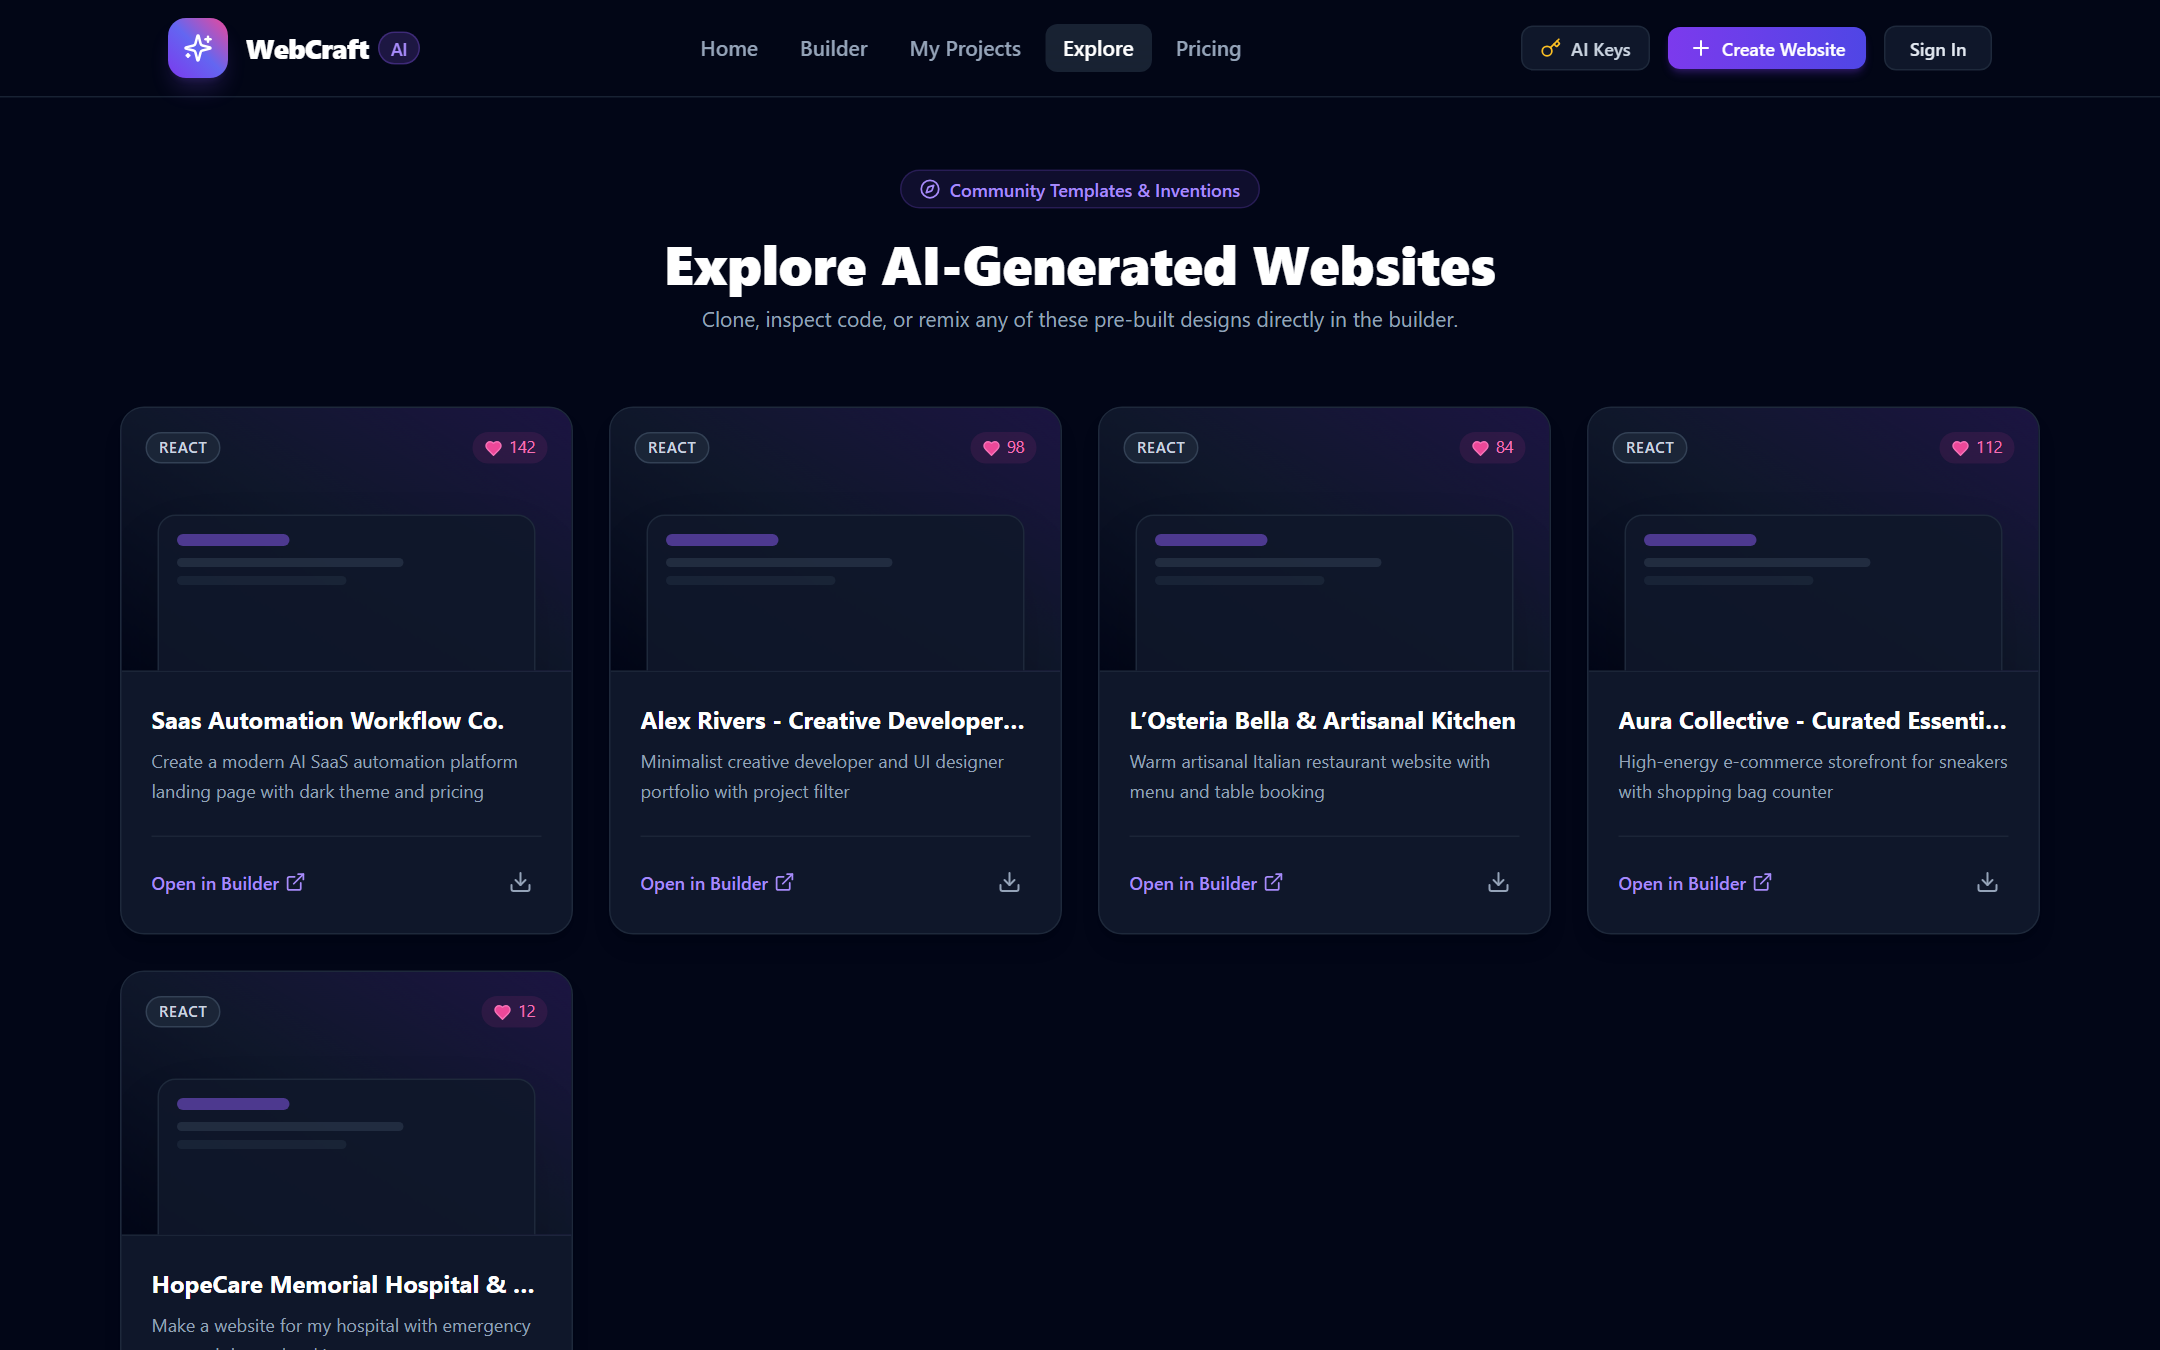 WebCraft AI
Home
Builder
My Projects
Explore
Pricing
AI Keys
Create Website
Sign In
Community Templates & Inventions
Explore AI-Generated Websites
Clone, inspect code, or remix any of these pre-built designs directly in the builder.
REACT
142
Saas Automation Workflow Co.
Create a modern AI SaaS automation platform
landing page with dark theme and pricing
Open in Builder
REACT
98
Alex Rivers - Creative Developer...
Minimalist creative developer and UI designer
portfolio with project filter
Open in Builder
REACT
84
L’Osteria Bella & Artisanal Kitchen
Warm artisanal Italian restaurant website with
menu and table booking
Open in Builder
REACT
112
Aura Collective - Curated Essenti...
High-energy e-commerce storefront for sneakers
with shopping bag counter
Open in Builder
REACT
12
HopeCare Memorial Hospital & ...
Make a website for my hospital with emergency